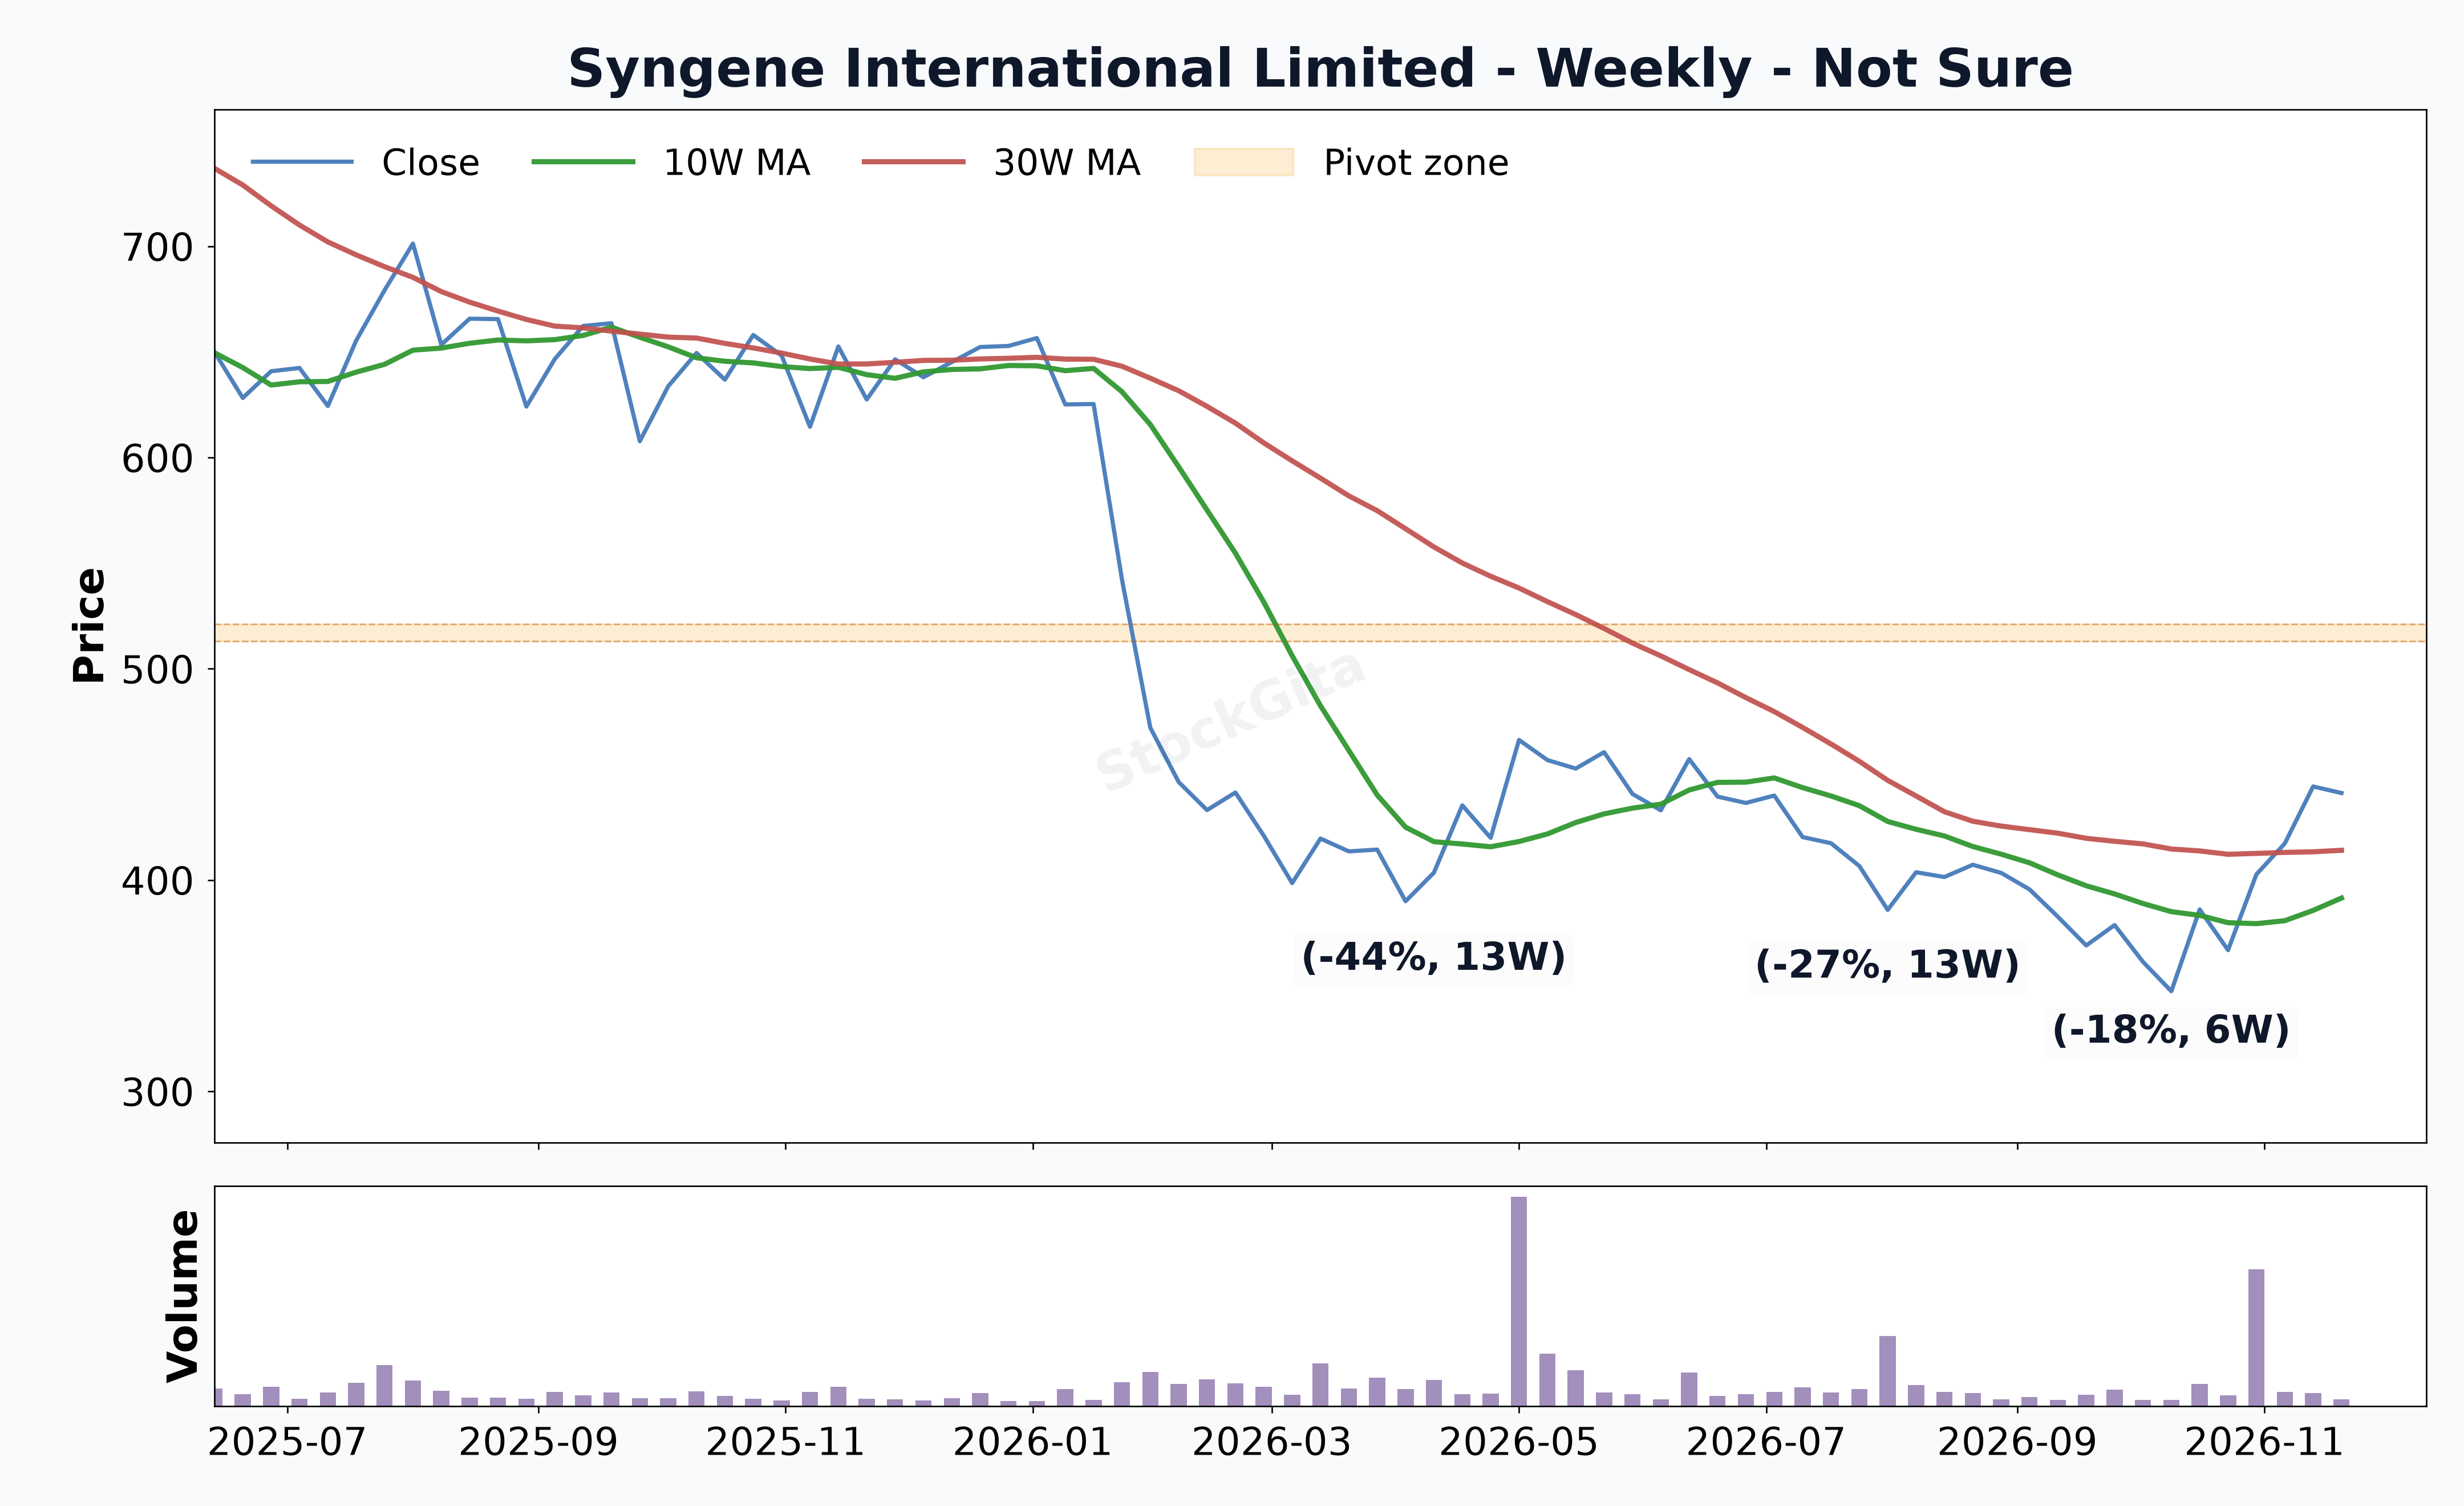 Syngene International Limited - Weekly - Not Sure
Close 10W MA 30W MA Pivot zone
700
600
500
400
300
Price
StockGita
(-44%, 13W)
(-27%, 13W)
(-18%, 6W)
Volume
2025-07 2025-09 2025-11 2026-01 2026-03 2026-05 2026-07 2026-09 2026-11